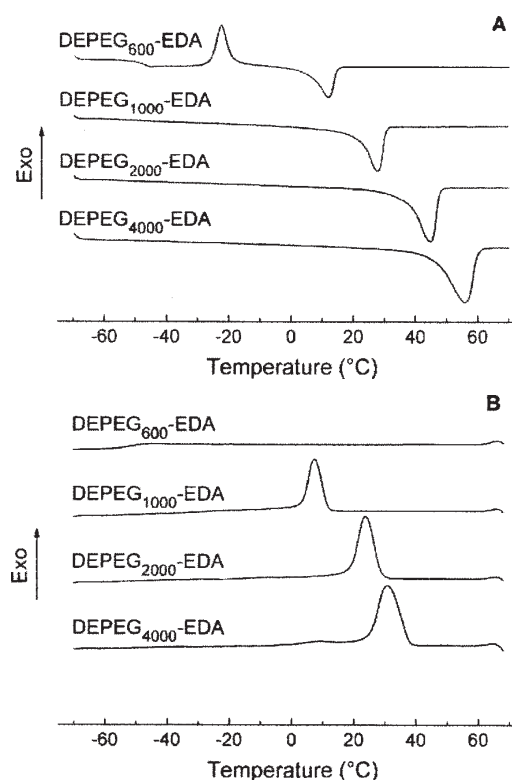 A
DEPEG600-EDA
DEPEG1000-EDA
DEPEG2000-EDA
DEPEG4000-EDA
Exo
-60 -40 -20 0 20 40 60
Temperature (°C)
B
DEPEG600-EDA
DEPEG1000-EDA
DEPEG2000-EDA
DEPEG4000-EDA
Exo
-60 -40 -20 0 20 40 60
Temperature (°C)